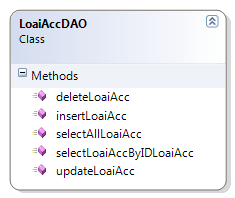 LoaiAccDAO
Class
Methods
deleteLoaiAcc
insertLoaiAcc
selectAllLoaiAcc
selectLoaiAccByIDLoaiAcc
updateLoaiAcc